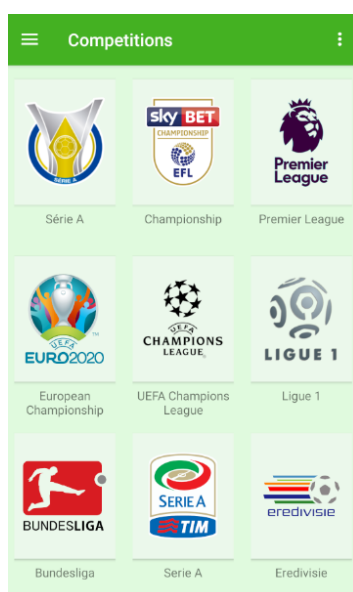 Competitions
SÉRIE A
sky BET
CHAMPIONSHIP
EFL
Premier
League
Série A
Championship
Premier League
UEFA
EURO2020
UEFA
CHAMPIONS
LEAGUE
LIGUE 1
European
Championship
UEFA Champions
League
Ligue 1
BUNDESLIGA
SERIE A
TIM
eredivisie
Bundesliga
Serie A
Eredivisie